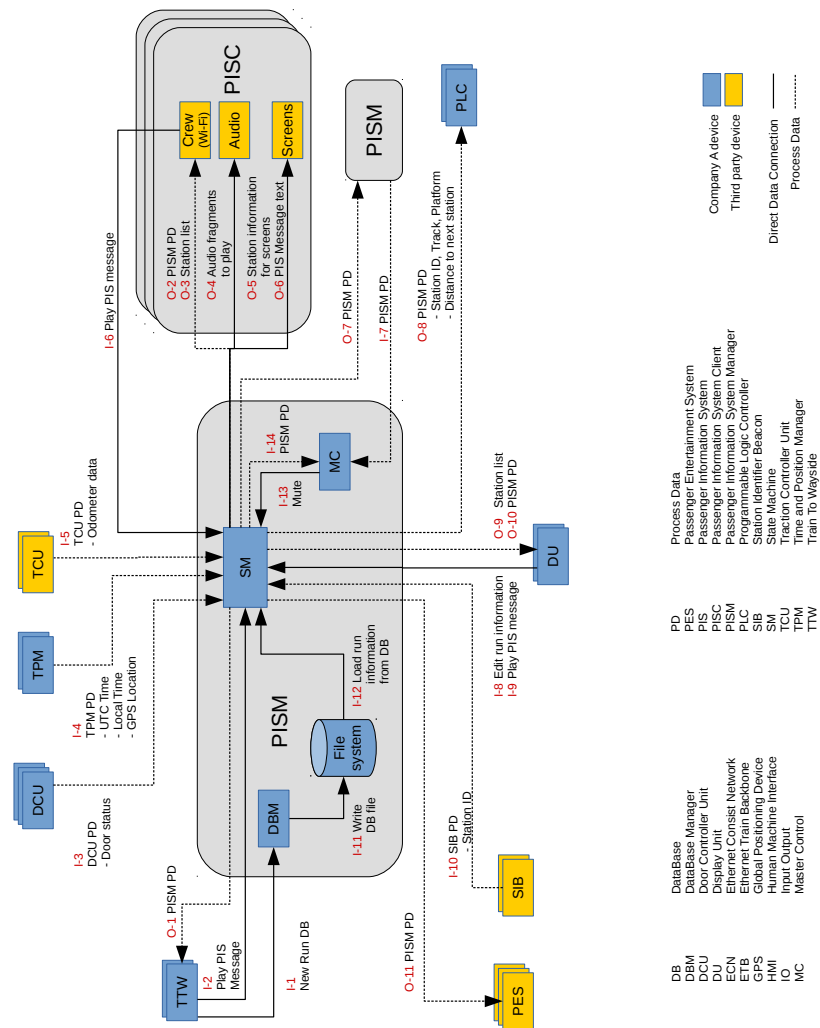 I-3
DCU PD
- Door status
DCU
I-4
TPM PD
- UTC Time
- Local Time
- GPS Location
TPM
I-5
TCU PD
- Odometer data
TCU
I-6 Play PIS message
PISC
Crew
(Wi-Fi)
Audio
Screens
O-2 PISM PD
O-3 Station list
O-4 Audio fragments
to play
O-5 Station information
for screens
O-6 PIS Message text
O-1 PISM PD
TTW
I-2
Play PIS
Message
I-1
New Run DB
PISM
DBM
I-11 Write
DB file
File
system
I-12 Load run
information
from DB
SM
I-13
Mute
I-14
PISM PD
MC
O-7 PISM PD
I-7 PISM PD
PISM
O-8 PISM PD
- Station ID, Track, Platform
- Distance to next station
PLC
O-11 PISM PD
PES
I-10 SIB PD
- Station ID
SIB
I-8 Edit run information
I-9 Play PIS message
O-9 Station list
O-10 PISM PD
DU
DB DataBase
DBM DataBase Manager
DCU Door Controller Unit
DU Display Unit
ECN Ethernet Consist Network
ETB Ethernet Train Backbone
GPS Global Positioning Device
HMI Human Machine Interface
IO Input Output
MC Master Control
PD Process Data
PES Passenger Entertainment System
PIS Passenger Information System
PISC Passenger Information System Client
PISM Passenger Information System Manager
PLC Programmable Logic Controller
SIB Station Identifier Beacon
SM State Machine
TCU Traction Controller Unit
TPM Time and Position Manager
TTW Train To Wayside
Company A device
Third party device
Direct Data Connection
Process Data